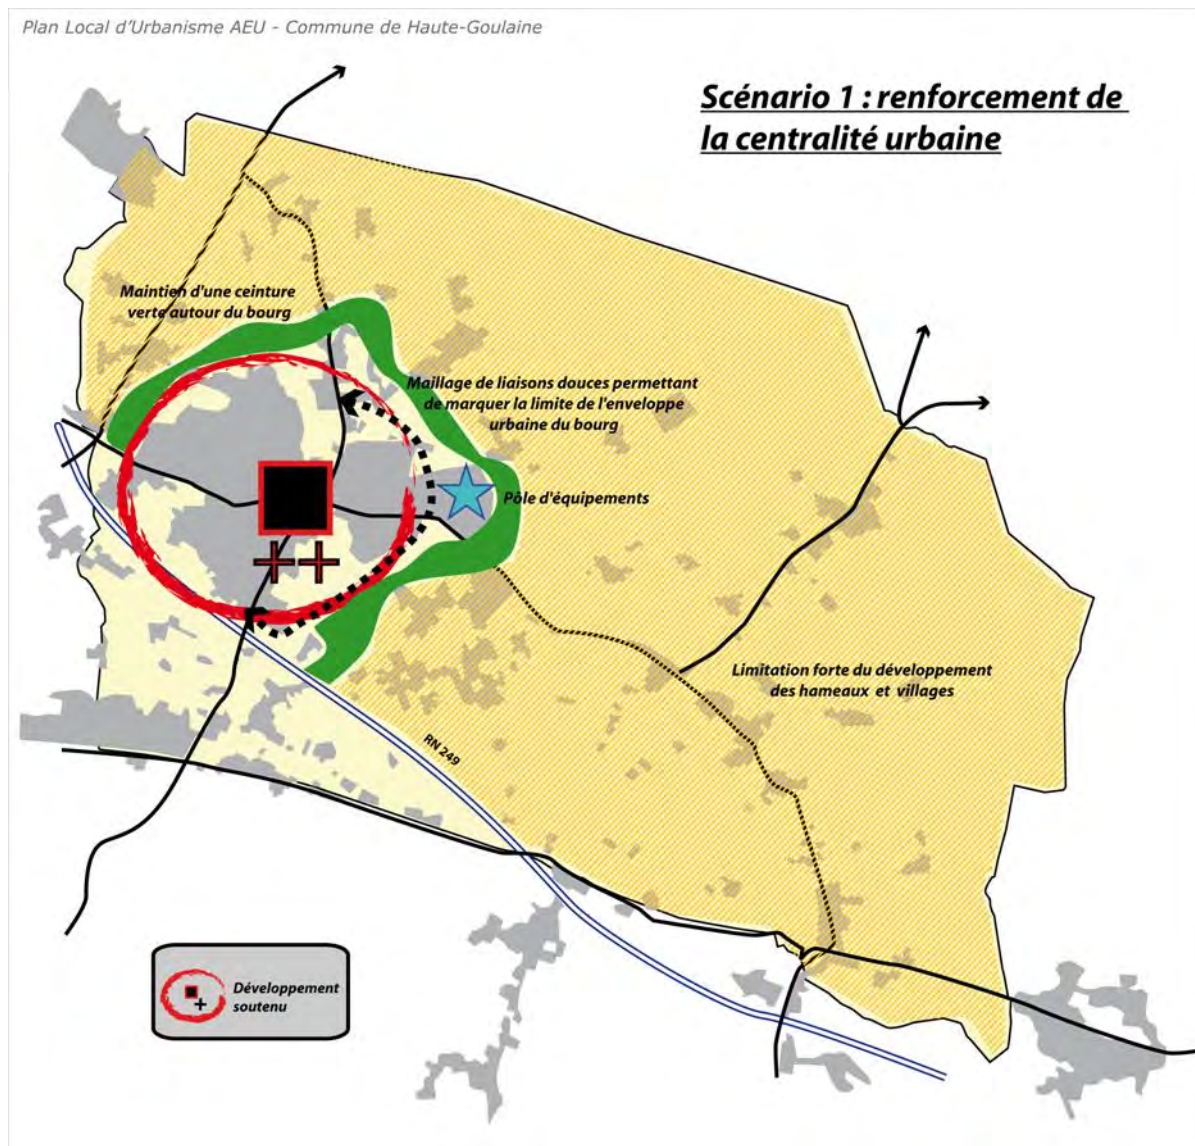 Plan Local d'Urbanisme AEU - Commune de Haute-Goulaine
Scénario 1 : renforcement de
la centralité urbaine
Maintien d'une ceinture
verte autour du bourg
Maillage de liaisons douces permettant
de marquer la limite de l'enveloppe
urbaine du bourg
Pôle d'équipements
Limitation forte du développement
des hameaux et villages
RN 249
Développement
soutenu